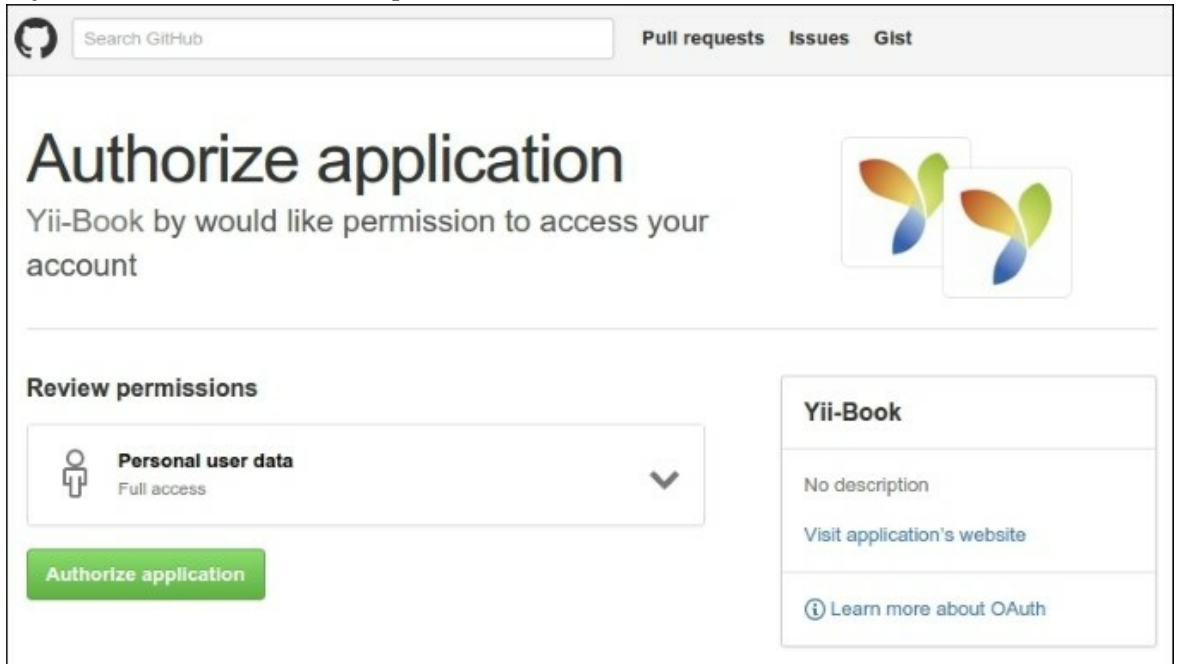 Search GitHub
Pull requests Issues Gist
Authorize application
Yii-Book by would like permission to access your
account
Review permissions
Personal user data
Full access
Authorize application
Yii-Book
No description
Visit application's website
Learn more about OAuth